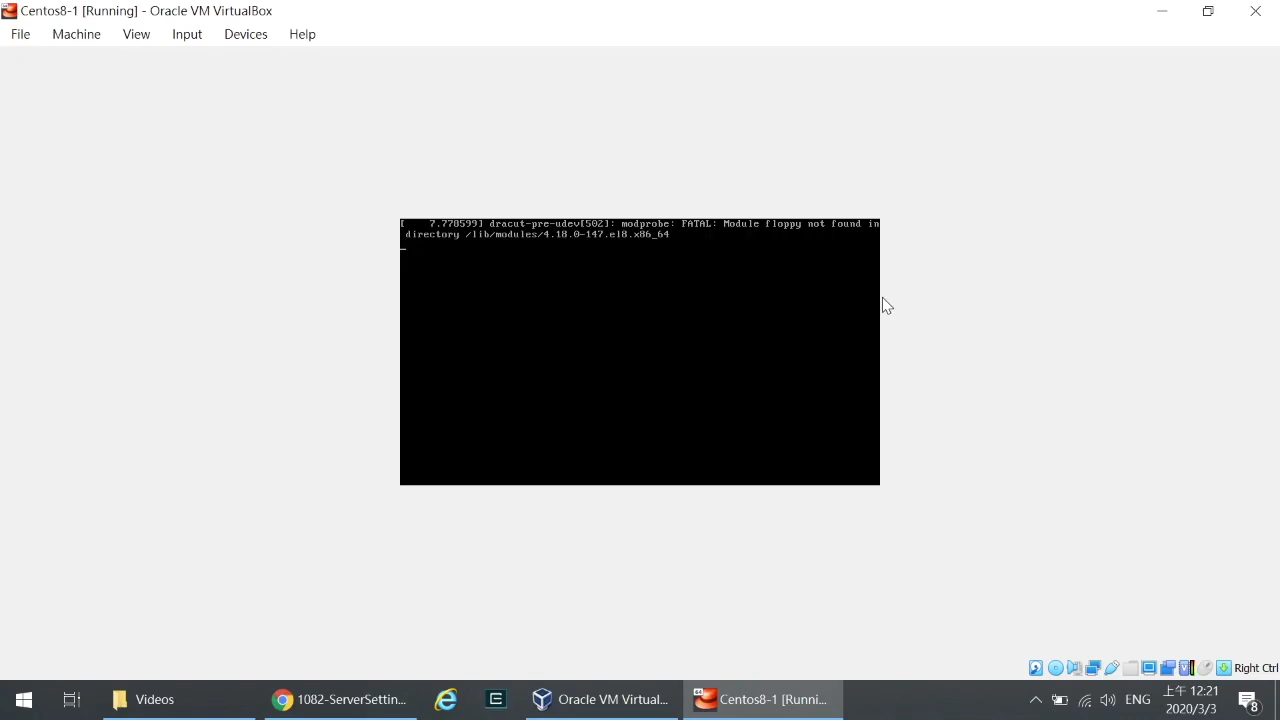 Centos8-1 [Running] - Oracle VM VirtualBox
File Machine View Input Devices Help
[    7.770599] dracut-pre-udev[502]: modprobe: FATAL: Module floppy not found in
directory /lib/modules/4.18.0-147.el8.x86_64
Right Ctrl
Videos
1082-ServerSettin...
Oracle VM Virtual...
Centos8-1 [Runni...
ENG
上午 12:21
2020/3/3
8